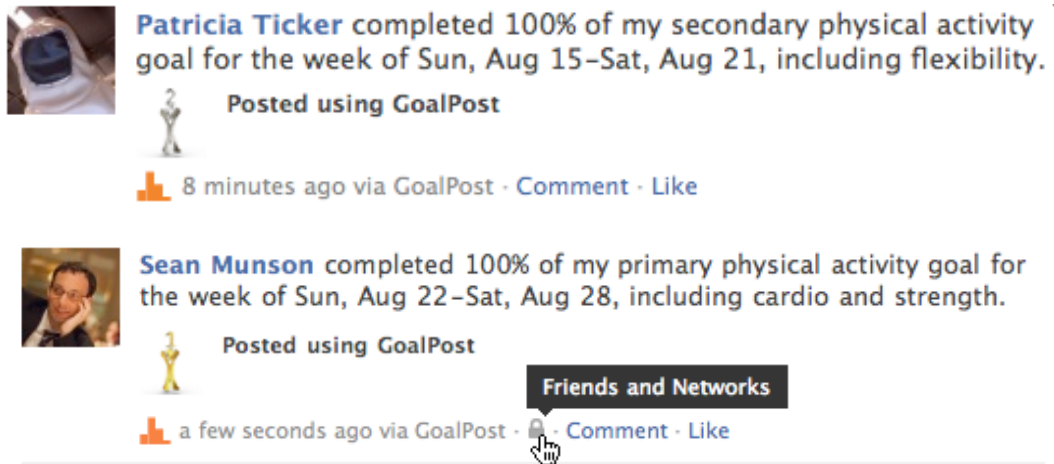 Patricia Ticker completed 100% of my secondary physical activity
goal for the week of Sun, Aug 15–Sat, Aug 21, including flexibility.
Posted using GoalPost
8 minutes ago via GoalPost · Comment · Like
Sean Munson completed 100% of my primary physical activity goal for
the week of Sun, Aug 22–Sat, Aug 28, including cardio and strength.
Posted using GoalPost
Friends and Networks
a few seconds ago via GoalPost · · Comment · Like